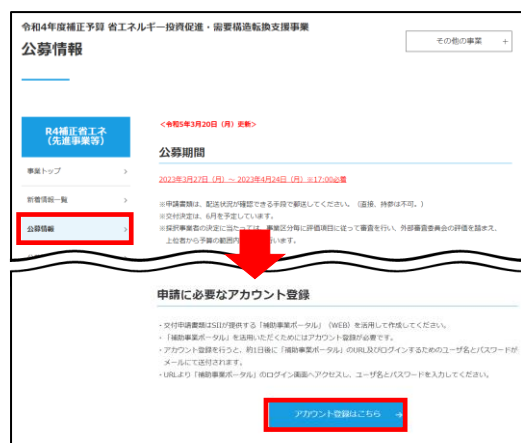 令和4年度補正予算 省エネルギー投資促進・需要構造転換支援事業
公募情報
その他の事業 +
R4補正省エネ
(先進事業等)
事業トップ >
新着情報一覧 >
公募情報 >
<令和5年3月20日(月)更新>
公募期間
2023年3月27日(月)~ 2023年4月24日(月)※17:00必着
※申請書類は、配送状況が確認できる手段で郵送してください。(直接、持参は不可。)
※交付決定は、6月を予定しています。
※採択事業者の決定に当たっては、事業区分毎に評価項目に従って審査を行い、外部審査委員会の評価を踏まえ、
上位者から予算の範囲内 います。
申請に必要なアカウント登録
・交付申請書類はSIIが提供する「補助事業ポータル」(WEB)を活用して作成してください。
・「補助事業ポータル」を活用いただくためにはアカウント登録が必要です。
・アカウント登録を行うと、約1日後に「補助事業ポータル」のURL及びログインするためのユーザ名とパスワードが
メールにて送付されます。
・URLより「補助事業ポータル」のログイン画面へアクセスし、ユーザ名とパスワードを入力してください。
アカウント登録はこちら →